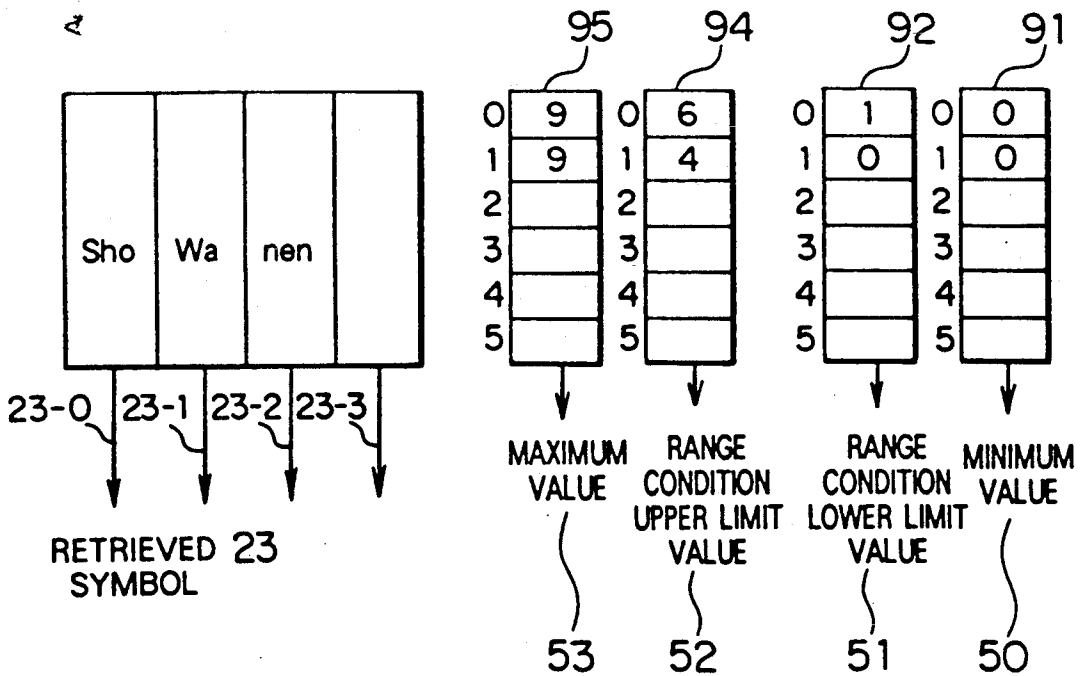 95 94 92 91
0 9 0 6 0 1 0 0
1 9 1 4 1 0 1 0
2 2 2 2
Sho Wa nen 3 3 3 3
4 4 4 4
5 5 5 5
23-0 23-1 23-2 23-3
MAXIMUM VALUE
RANGE CONDITION UPPER LIMIT VALUE
RANGE CONDITION LOWER LIMIT VALUE
MINIMUM VALUE
RETRIEVED 23
SYMBOL
53 52 51 50